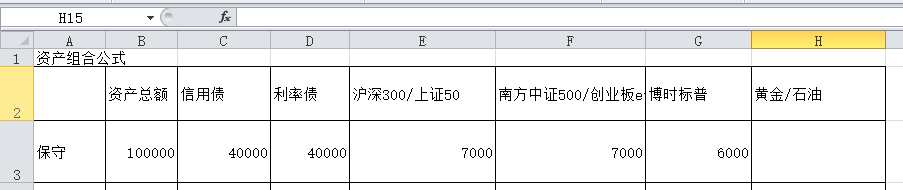 H15 fx
A B C D E F G H
1 资产组合公式
2 资产总额 信用债 利率债 沪深300/上证50 南方中证500/创业板e 博时标普 黄金/石油
3 保守 100000 40000 40000 7000 7000 6000